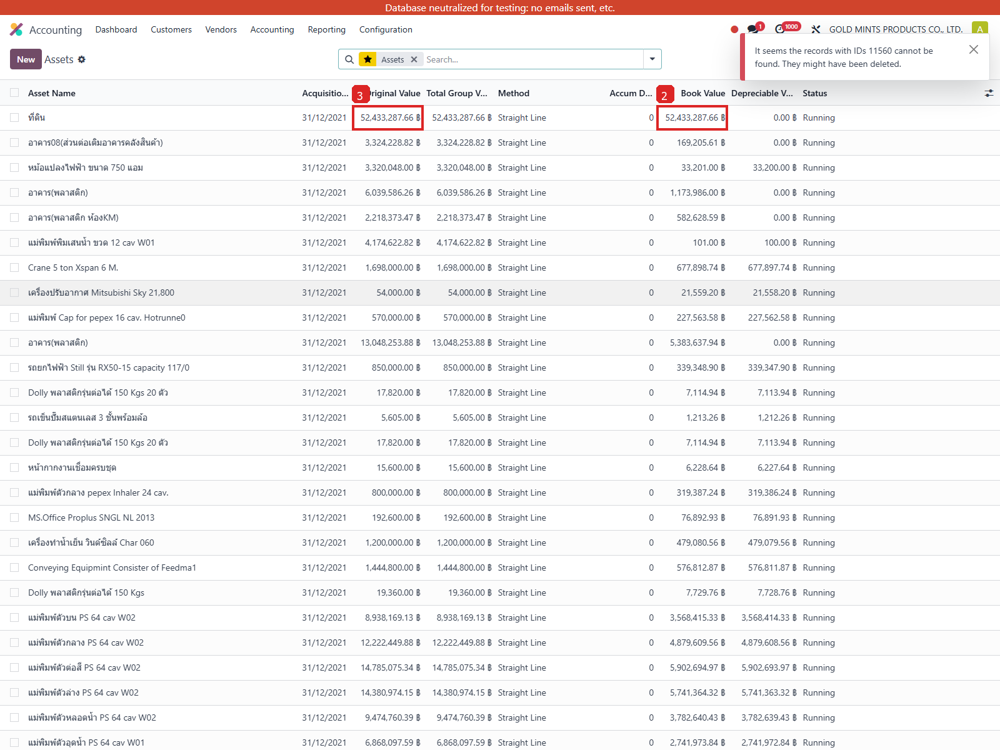 Database neutralized for testing: no emails sent, etc.
Accounting Dashboard Customers Vendors Accounting Reporting Configuration 1 1000 GOLD MINTS PRODUCTS CO., LTD. A
New Assets Assets Search...
It seems the records with IDs 11560 cannot be
found. They might have been deleted.
Asset Name Acquisitio... 3 riginal Value Total Group V... Method Accum D... 2 Book Value Depreciable V... Status
ที่ดิน 31/12/2021 52,433,287.66 ฿ 52,433,287.66 ฿ Straight Line 0 52,433,287.66 ฿ 0.00 ฿ Running
อาคาร08(ส่วนต่อเติมอาคารคลังสินค้า) 31/12/2021 3,324,228.82 ฿ 3,324,228.82 ฿ Straight Line 0 169,205.61 ฿ 0.00 ฿ Running
หม้อแปลงไฟฟ้า ขนาด 750 แอม 31/12/2021 3,320,048.00 ฿ 3,320,048.00 ฿ Straight Line 0 33,201.00 ฿ 33,200.00 ฿ Running
อาคาร(พลาสติก) 31/12/2021 6,039,586.26 ฿ 6,039,586.26 ฿ Straight Line 0 1,173,986.00 ฿ 0.00 ฿ Running
อาคาร(พลาสติก ห้องKM) 31/12/2021 2,218,373.47 ฿ 2,218,373.47 ฿ Straight Line 0 582,628.59 ฿ 0.00 ฿ Running
แม่พิมพ์พิมเสนน้ำ ขวด 12 cav W01 31/12/2021 4,174,622.82 ฿ 4,174,622.82 ฿ Straight Line 0 101.00 ฿ 100.00 ฿ Running
Crane 5 ton Xspan 6 M. 31/12/2021 1,698,000.00 ฿ 1,698,000.00 ฿ Straight Line 0 677,898.74 ฿ 677,897.74 ฿ Running
เครื่องปรับอากาศ Mitsubishi Sky 21,800 31/12/2021 54,000.00 ฿ 54,000.00 ฿ Straight Line 0 21,559.20 ฿ 21,558.20 ฿ Running
แม่พิมพ์ Cap for pepex 16 cav. Hotrunne0 31/12/2021 570,000.00 ฿ 570,000.00 ฿ Straight Line 0 227,563.58 ฿ 227,562.58 ฿ Running
อาคาร(พลาสติก) 31/12/2021 13,048,253.88 ฿ 13,048,253.88 ฿ Straight Line 0 5,383,637.94 ฿ 0.00 ฿ Running
รถยกไฟฟ้า Still รุ่น RX50-15 capacity 117/0 31/12/2021 850,000.00 ฿ 850,000.00 ฿ Straight Line 0 339,348.90 ฿ 339,347.90 ฿ Running
Dolly พลาสติกรุ่นต่อได้ 150 Kgs 20 ตัว 31/12/2021 17,820.00 ฿ 17,820.00 ฿ Straight Line 0 7,114.94 ฿ 7,113.94 ฿ Running
รถเข็นปั๊มสแตนเลส 3 ชั้นพร้อมล้อ 31/12/2021 5,605.00 ฿ 5,605.00 ฿ Straight Line 0 1,213.26 ฿ 1,212.26 ฿ Running
Dolly พลาสติกรุ่นต่อได้ 150 Kgs 20 ตัว 31/12/2021 17,820.00 ฿ 17,820.00 ฿ Straight Line 0 7,114.94 ฿ 7,113.94 ฿ Running
หน้ากากงานเชื่อมครบชุด 31/12/2021 15,600.00 ฿ 15,600.00 ฿ Straight Line 0 6,228.64 ฿ 6,227.64 ฿ Running
แม่พิมพ์ตัวกลาง pepex Inhaler 24 cav. 31/12/2021 800,000.00 ฿ 800,000.00 ฿ Straight Line 0 319,387.24 ฿ 319,386.24 ฿ Running
MS.Office Proplus SNGL NL 2013 31/12/2021 192,600.00 ฿ 192,600.00 ฿ Straight Line 0 76,892.93 ฿ 76,891.93 ฿ Running
เครื่องทำน้ำเย็น วินด์ซิลล์ Char 060 31/12/2021 1,200,000.00 ฿ 1,200,000.00 ฿ Straight Line 0 479,080.56 ฿ 479,079.56 ฿ Running
Conveying Equipmint Consister of Feedma1 31/12/2021 1,444,800.00 ฿ 1,444,800.00 ฿ Straight Line 0 576,812.87 ฿ 576,811.87 ฿ Running
Dolly พลาสติกรุ่นต่อได้ 150 Kgs 31/12/2021 19,360.00 ฿ 19,360.00 ฿ Straight Line 0 7,729.76 ฿ 7,728.76 ฿ Running
แม่พิมพ์ตัวบน PS 64 cav W02 31/12/2021 8,938,169.13 ฿ 8,938,169.13 ฿ Straight Line 0 3,568,415.33 ฿ 3,568,414.33 ฿ Running
แม่พิมพ์ตัวกลาง PS 64 cav W02 31/12/2021 12,222,449.88 ฿ 12,222,449.88 ฿ Straight Line 0 4,879,609.56 ฿ 4,879,608.56 ฿ Running
แม่พิมพ์ตัวต่อสี PS 64 cav W02 31/12/2021 14,785,075.34 ฿ 14,785,075.34 ฿ Straight Line 0 5,902,694.97 ฿ 5,902,693.97 ฿ Running
แม่พิมพ์ตัวล่าง PS 64 cav W02 31/12/2021 14,380,974.15 ฿ 14,380,974.15 ฿ Straight Line 0 5,741,364.32 ฿ 5,741,363.32 ฿ Running
แม่พิมพ์ตัวหลอดน้ำ PS 64 cav W02 31/12/2021 9,474,760.39 ฿ 9,474,760.39 ฿ Straight Line 0 3,782,640.43 ฿ 3,782,639.43 ฿ Running
แม่พิมพ์ตัวอุดน้ำ PS 64 cav W01 31/12/2021 6,868,097.59 ฿ 6,868,097.59 ฿ Straight Line 0 2,741,973.84 ฿ 2,741,972.84 ฿ Running